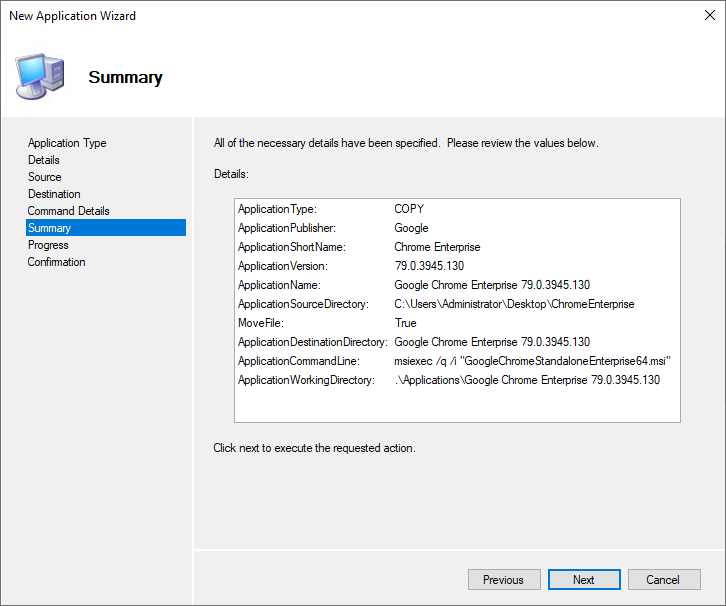 New Application Wizard
Summary
Application Type
Details
Source
Destination
Command Details
Summary
Progress
Confirmation
All of the necessary details have been specified.  Please review the values below.
Details:
ApplicationType: COPY
ApplicationPublisher: Google
ApplicationShortName: Chrome Enterprise
ApplicationVersion: 79.0.3945.130
ApplicationName: Google Chrome Enterprise 79.0.3945.130
ApplicationSourceDirectory: C:\Users\Administrator\Desktop\ChromeEnterprise
MoveFile: True
ApplicationDestinationDirectory: Google Chrome Enterprise 79.0.3945.130
ApplicationCommandLine: msiexec /q /i "GoogleChromeStandaloneEnterprise64.msi"
ApplicationWorkingDirectory: .\Applications\Google Chrome Enterprise 79.0.3945.130
Click next to execute the requested action.
Previous Next Cancel